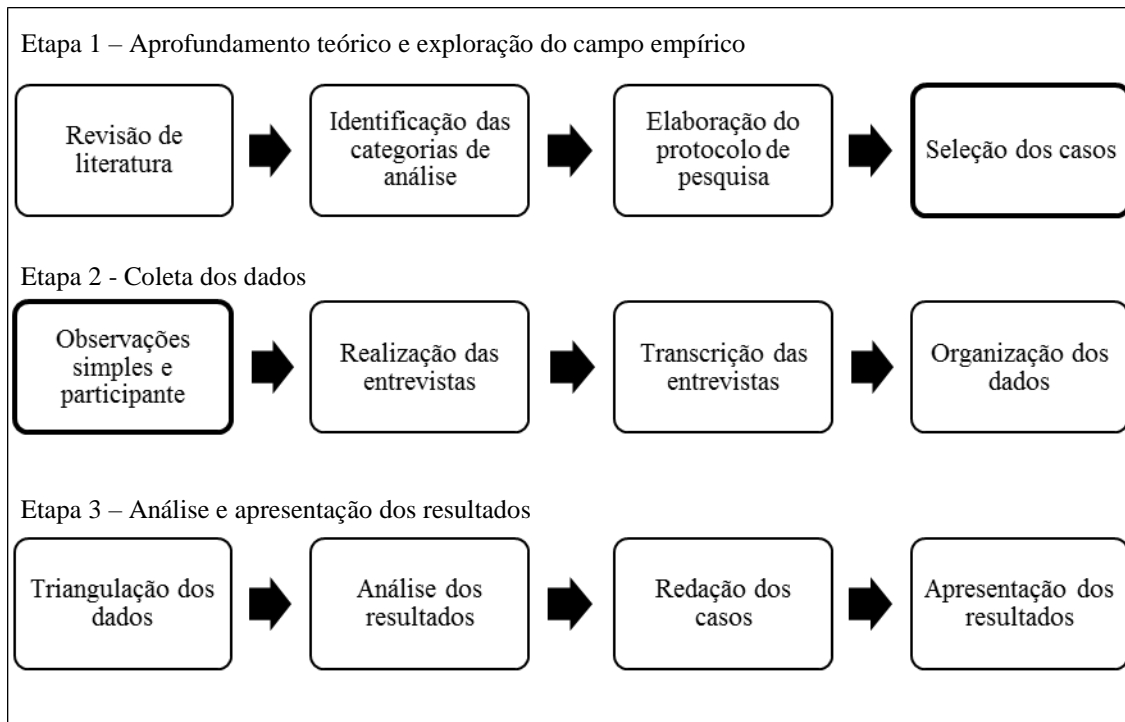 Etapa 1 – Aprofundamento teórico e exploração do campo empírico
Revisão de
literatura
Identificação das
categorias de
análise
Elaboração do
protocolo de
pesquisa
Seleção dos casos
Etapa 2 - Coleta dos dados
Observações
simples e
participante
Realização das
entrevistas
Transcrição das
entrevistas
Organização dos
dados
Etapa 3 – Análise e apresentação dos resultados
Triangulação dos
dados
Análise dos
resultados
Redação dos
casos
Apresentação dos
resultados